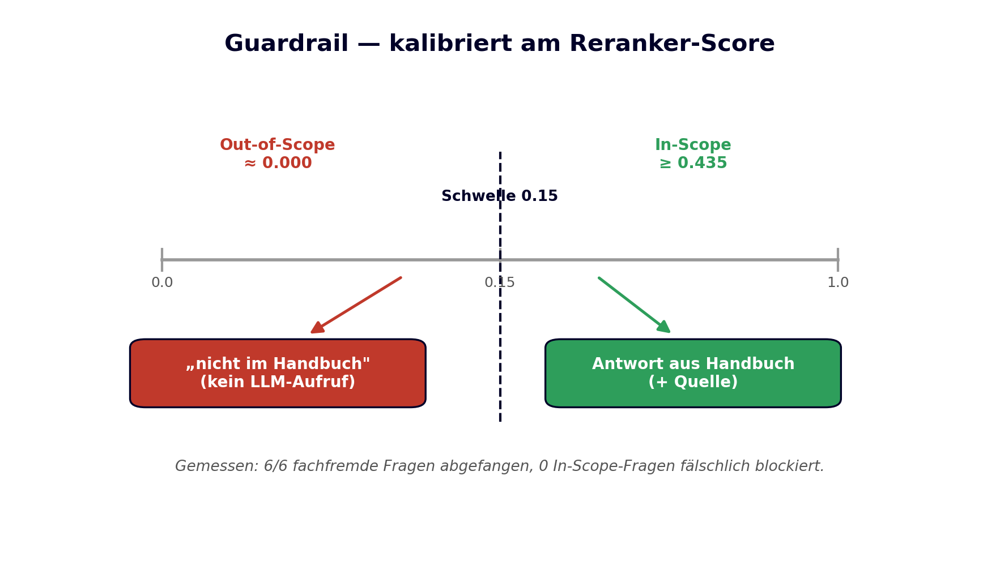 Guardrail — kalibriert am Reranker-Score
Out-of-Scope
≈ 0.000
In-Scope
≥ 0.435
Schwelle 0.15
0.0
0.15
1.0
„nicht im Handbuch"
(kein LLM-Aufruf)
Antwort aus Handbuch
(+ Quelle)
Gemessen: 6/6 fachfremde Fragen abgefangen, 0 In-Scope-Fragen fälschlich blockiert.